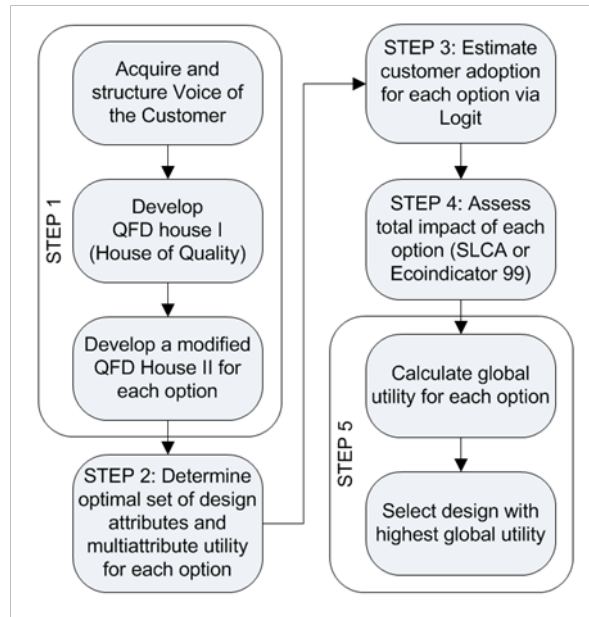 STEP 1
Acquire and
structure Voice of
the Customer
Develop
QFD house I
(House of Quality)
Develop a modified
QFD House II for
each option
STEP 2: Determine
optimal set of design
attributes and
multiattribute utility
for each option
STEP 3: Estimate
customer adoption
for each option via
Logit
STEP 4: Assess
total impact of each
option (SLCA or
Ecoindicator 99)
STEP 5
Calculate global
utility for each option
Select design with
highest global utility